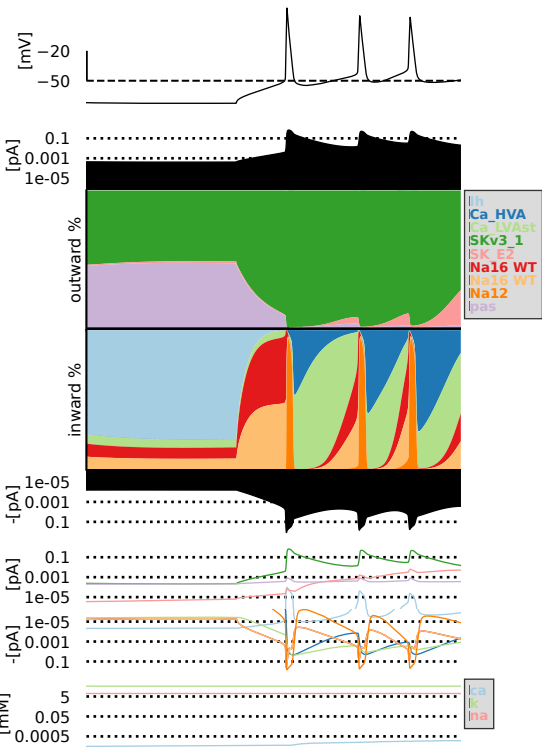 [mV]
−20
−50
[pA]
0.1
0.001
1e-05
outward %
Ih
Ca_HVA
Ca_LVAst
SKv3_1
SK_E2
Na16 WT
Na16 WT
Na12
pas
inward %
-[pA]
1e-05
0.001
0.1
[pA]
0.1
0.001
1e-05
-[pA]
1e-05
0.001
0.1
[mM]
5
0.05
0.0005
ca
k
na